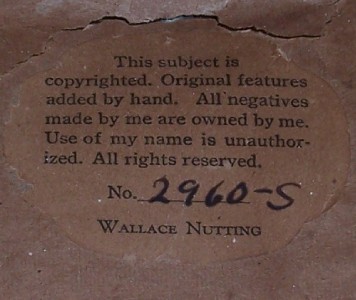 This subject is
copyrighted. Original features
added by hand. All negatives
made by me are owned by me.
Use of my name is unauthor-
ized. All rights reserved.
No. 2960-S
WALLACE NUTTING